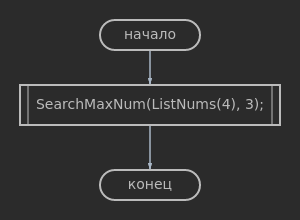 начало
SearchMaxNum(ListNums(4), 3);
конец